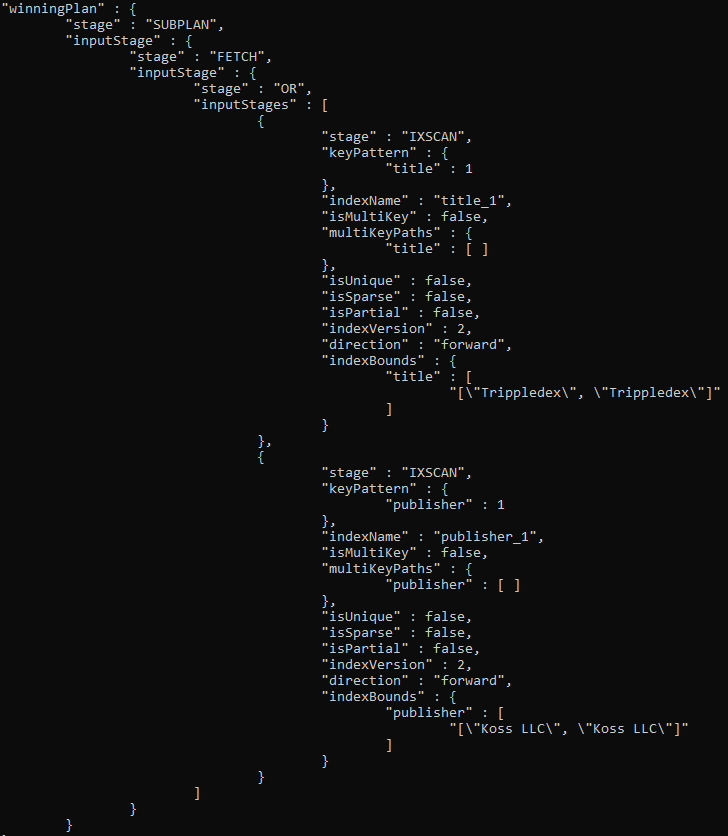 "winningPlan" : {
"stage" : "SUBPLAN",
"inputStage" : {
"stage" : "FETCH",
"inputStage" : {
"stage" : "OR",
"inputStages" : [
{
"stage" : "IXSCAN",
"keyPattern" : {
"title" : 1
},
"indexName" : "title_1",
"isMultiKey" : false,
"multiKeyPaths" : {
"title" : [ ]
},
"isUnique" : false,
"isSparse" : false,
"isPartial" : false,
"indexVersion" : 2,
"direction" : "forward",
"indexBounds" : {
"title" : [
"[\"Trippledex\", \"Trippledex\"]"
]
}
},
{
"stage" : "IXSCAN",
"keyPattern" : {
"publisher" : 1
},
"indexName" : "publisher_1",
"isMultiKey" : false,
"multiKeyPaths" : {
"publisher" : [ ]
},
"isUnique" : false,
"isSparse" : false,
"isPartial" : false,
"indexVersion" : 2,
"direction" : "forward",
"indexBounds" : {
"publisher" : [
"[\"Koss LLC\", \"Koss LLC\"]"
]
}
}
]
}
}